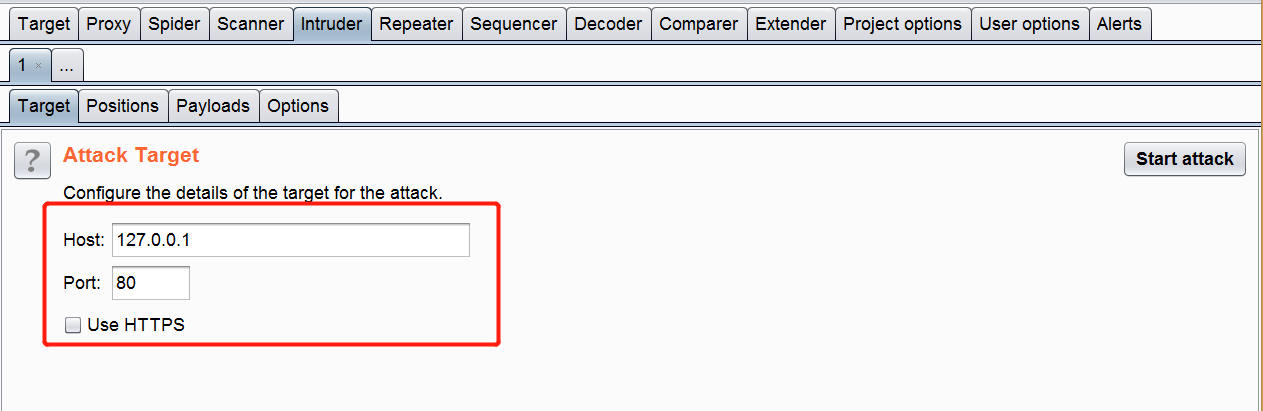 Target Proxy Spider Scanner Intruder Repeater Sequencer Decoder Comparer Extender Project options User options Alerts
1 × ...
Target Positions Payloads Options
? Attack Target Start attack
Configure the details of the target for the attack.
Host: 127.0.0.1
Port: 80
Use HTTPS